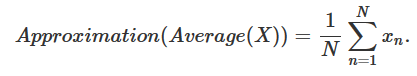 Approximation(Average(X)) = \frac{1}{N} \sum_{n=1}^{N} x_n.